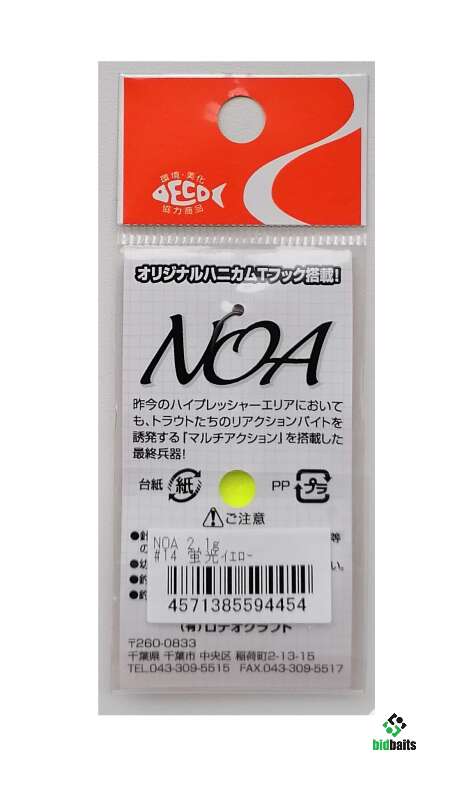 環境・美化
ECO
協力商品
オリジナルハニカムTフック搭載!
NOA
昨今のハイプレッシャーエリアにおいて
も、トラウトたちのリアクションバイトを
誘発する『マルチアクション』を搭載した
最終兵器!
台紙 紙 PP プラ
ご注意
NOA 2.1g
#14 蛍光イエロー
4571385594454
(有)ロデオクラフト
〒260-0833
千葉県 千葉市 中央区 稲荷町2-13-15
TEL.043-309-5515 FAX.043-309-5517
bidbaits